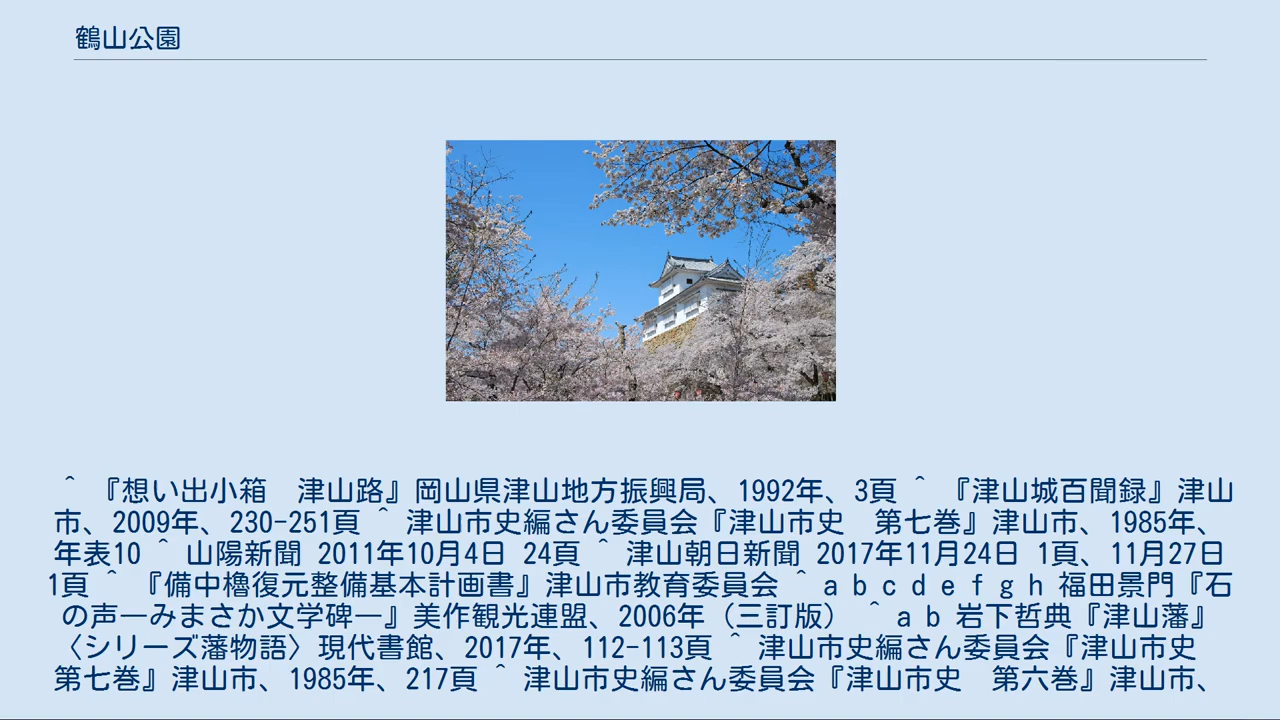 鶴山公園
^ 『想い出小箱　津山路』岡山県津山地方振興局、1992年、3頁 ^ 『津山城百聞録』津山
市、2009年、230-251頁 ^ 津山市史編さん委員会『津山市史　第七巻』津山市、1985年、
年表10 ^ 山陽新聞 2011年10月4日 24頁 ^ 津山朝日新聞 2017年11月24日 1頁、11月27日
1頁 ^ 『備中櫓復元整備基本計画書』津山市教育委員会 ^ a b c d e f g h 福田景門『石
の声―みまさか文学碑―』美作観光連盟、2006年（三訂版） ^ a b 岩下哲典『津山藩』
〈シリーズ藩物語〉現代書館、2017年、112-113頁 ^ 津山市史編さん委員会『津山市史
第七巻』津山市、1985年、217頁 ^ 津山市史編さん委員会『津山市史　第六巻』津山市、